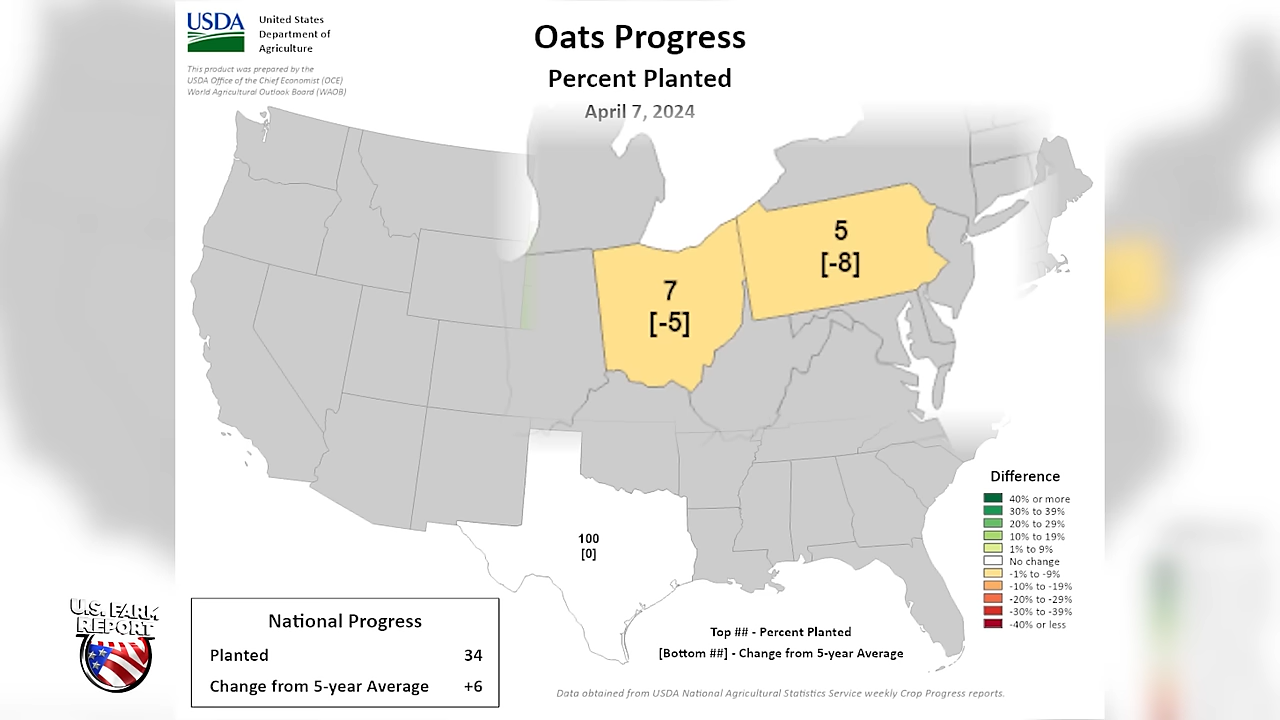 USDA
United States
Department of
Agriculture
This product was prepared by the
USDA Office of the Chief Economist (OCE)
World Agricultural Outlook Board (WAOB)
Oats Progress
Percent Planted
April 7, 2024
5
[-8]
7
[-5]
100
[0]
Difference
40% or more
30% to 39%
20% to 29%
10% to 19%
1% to 9%
No change
-1% to -9%
-10% to -19%
-20% to -29%
-30% to -39%
-40% or less
National Progress
Planted 34
Change from 5-year Average +6
Top ## - Percent Planted
[Bottom ##] - Change from 5-year Average
Data obtained from USDA National Agricultural Statistics Service weekly Crop Progress reports.
U.S. FARM
REPORT